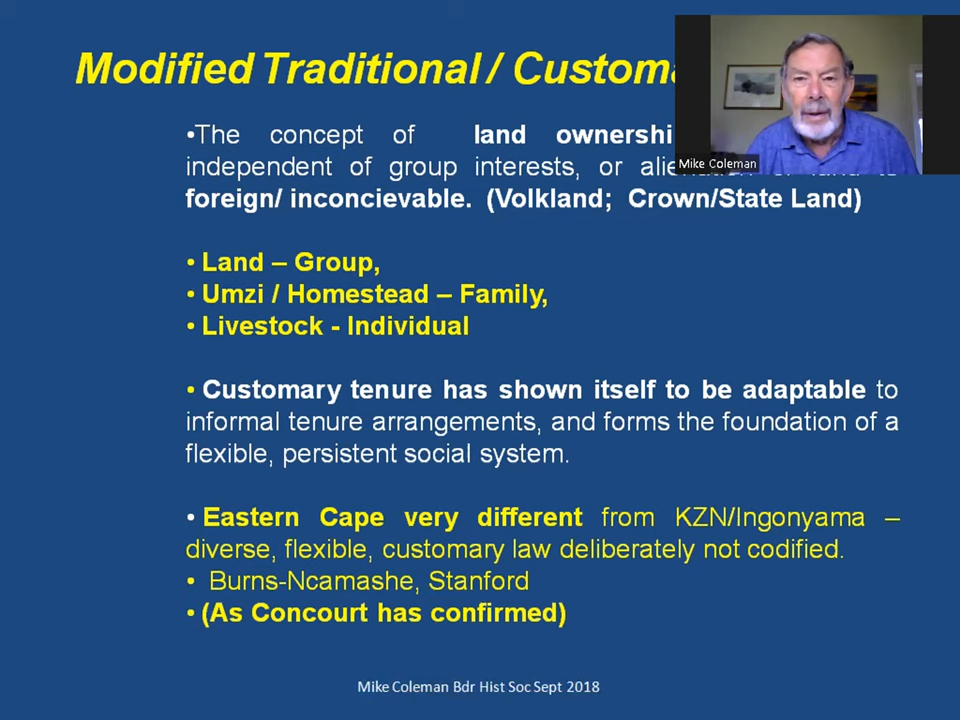 Modified Traditional / Custom
•The concept of land ownershi
independent of group interests, or
foreign/ inconcievable. (Volkland; Crown/State Land)
• Land – Group,
• Umzi / Homestead – Family,
• Livestock - Individual
• Customary tenure has shown itself to be adaptable to
informal tenure arrangements, and forms the foundation of a
flexible, persistent social system.
• Eastern Cape very different from KZN/Ingonyama –
diverse, flexible, customary law deliberately not codified.
• Burns-Ncamashe, Stanford
• (As Concourt has confirmed)
Mike Coleman Bdr Hist Soc Sept 2018
Mike Coleman